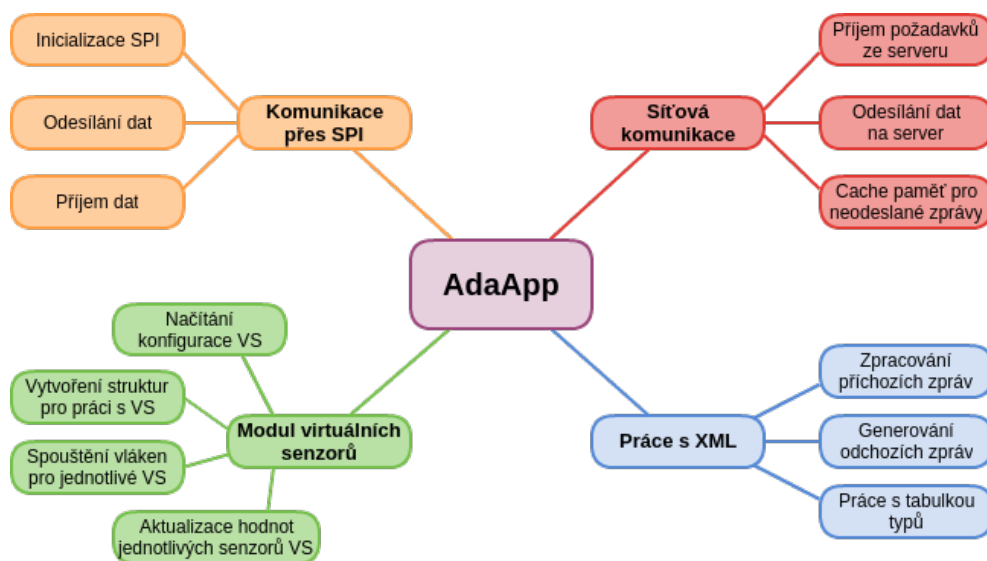 Inicializace SPI
Odesílání dat
Příjem dat
Komunikace
přes SPI
Síťová
komunikace
Příjem požadavků
ze serveru
Odesílání dat
na server
Cache paměť pro
neodeslané zprávy
AdaApp
Načítání
konfigurace VS
Vytvoření struktur
pro práci s VS
Spouštění vláken
pro jednotlivé VS
Aktualizace hodnot
jednotlivých senzorů VS
Modul virtuálních
senzorů
Práce s XML
Zpracování
příchozích zpráv
Generování
odchozích zpráv
Práce s tabulkou
typů